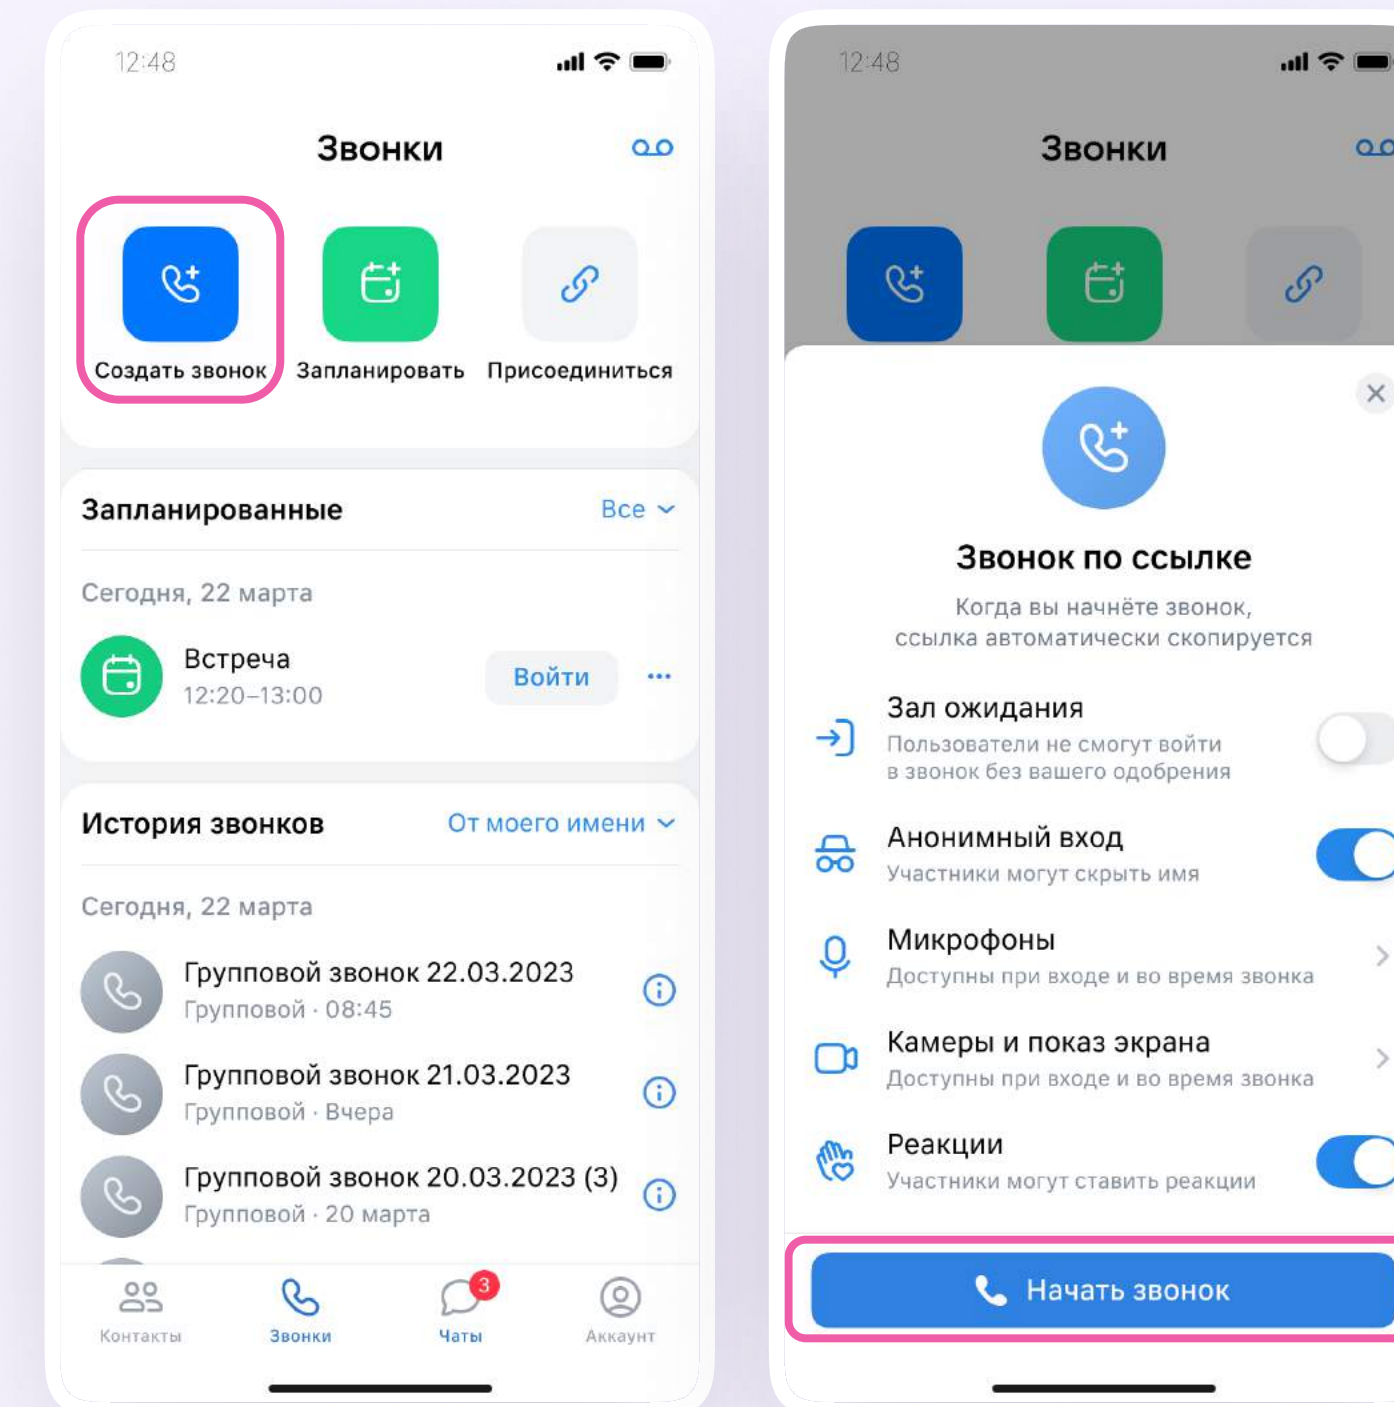 12:48
Звонки
Создать звонок
Запланировать
Присоединиться
Запланированные
Все
Сегодня, 22 марта
Встреча
12:20–13:00
Войти
История звонков
От моего имени
Сегодня, 22 марта
Групповой звонок 22.03.2023
Групповой · 08:45
Групповой звонок 21.03.2023
Групповой · Вчера
Групповой звонок 20.03.2023 (3)
Групповой · 20 марта
3
Контакты
Звонки
Чаты
Аккаунт
12:48
Звонки
Звонок по ссылке
Когда вы начнёте звонок,
ссылка автоматически скопируется
Зал ожидания
Пользователи не смогут войти
в звонок без вашего одобрения
Анонимный вход
Участники могут скрыть имя
Микрофоны
Доступны при входе и во время звонка
Камеры и показ экрана
Доступны при входе и во время звонка
Реакции
Участники могут ставить реакции
Начать звонок